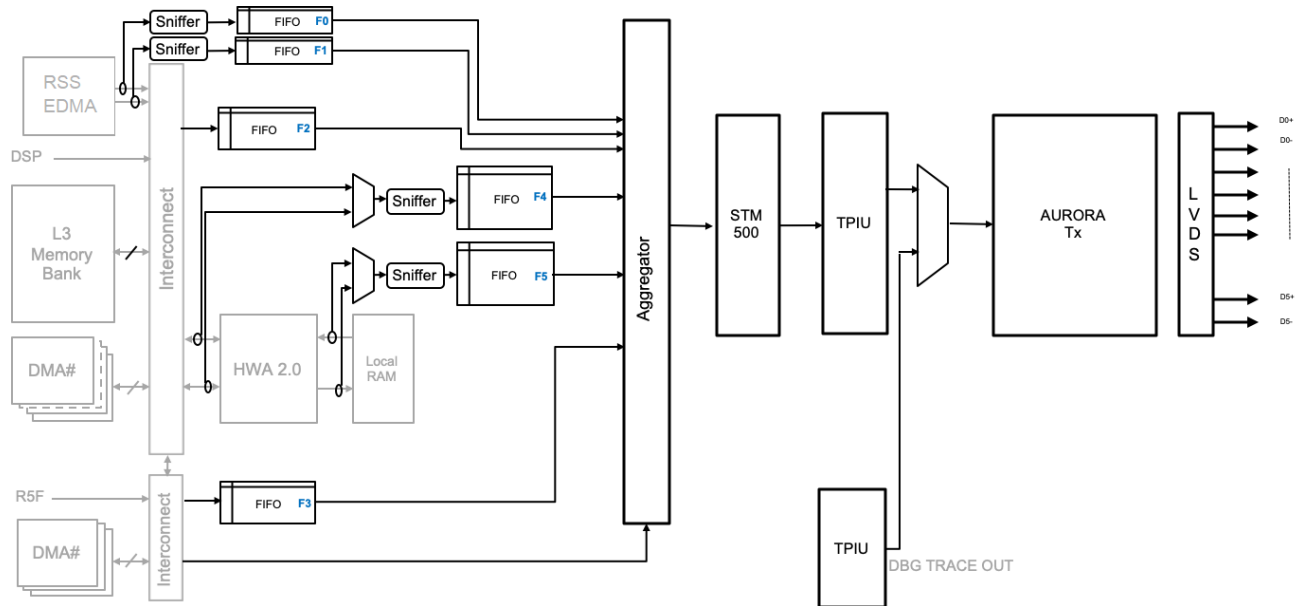 Sniffer
FIFO F0
Sniffer
FIFO F1
RSS
EDMA
FIFO F2
DSP
Interconnect
L3
Memory
Bank
Sniffer
FIFO F4
Sniffer
FIFO F5
DMA#
HWA 2.0
Local
RAM
R5F
Interconnect
FIFO F3
DMA#
Aggregator
STM
500
TPIU
AURORA
Tx
L
V
D
S
D0+
D0-
D5+
D5-
TPIU
DBG TRACE OUT